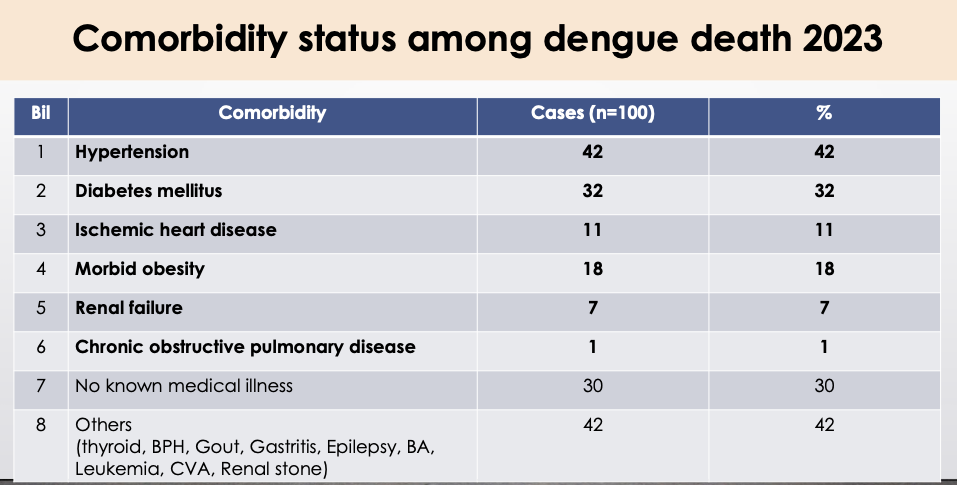 Comorbidity status among dengue death 2023
Bil Comorbidity Cases (n=100) %
1 Hypertension 42 42
2 Diabetes mellitus 32 32
3 Ischemic heart disease 11 11
4 Morbid obesity 18 18
5 Renal failure 7 7
6 Chronic obstructive pulmonary disease 1 1
7 No known medical illness 30 30
8 Others 42 42
(thyroid, BPH, Gout, Gastritis, Epilepsy, BA,
Leukemia, CVA, Renal stone)